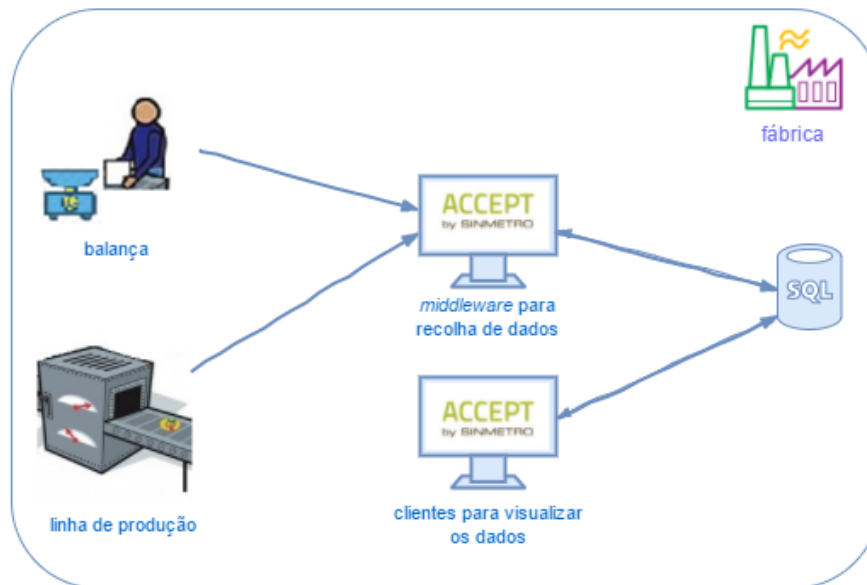 fábrica
balança
ACCEPT
by SINMETRO
middleware para
recolha de dados
SQL
linha de produção
ACCEPT
by SINMETRO
clientes para visualizar
os dados